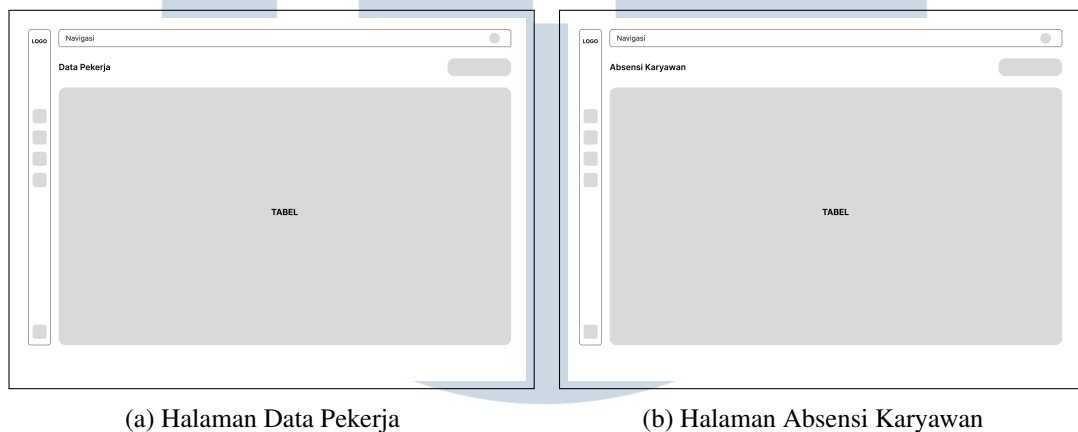 LOGO
Navigasi
Data Pekerja
TABEL
(a) Halaman Data Pekerja
LOGO
Navigasi
Absensi Karyawan
TABEL
(b) Halaman Absensi Karyawan